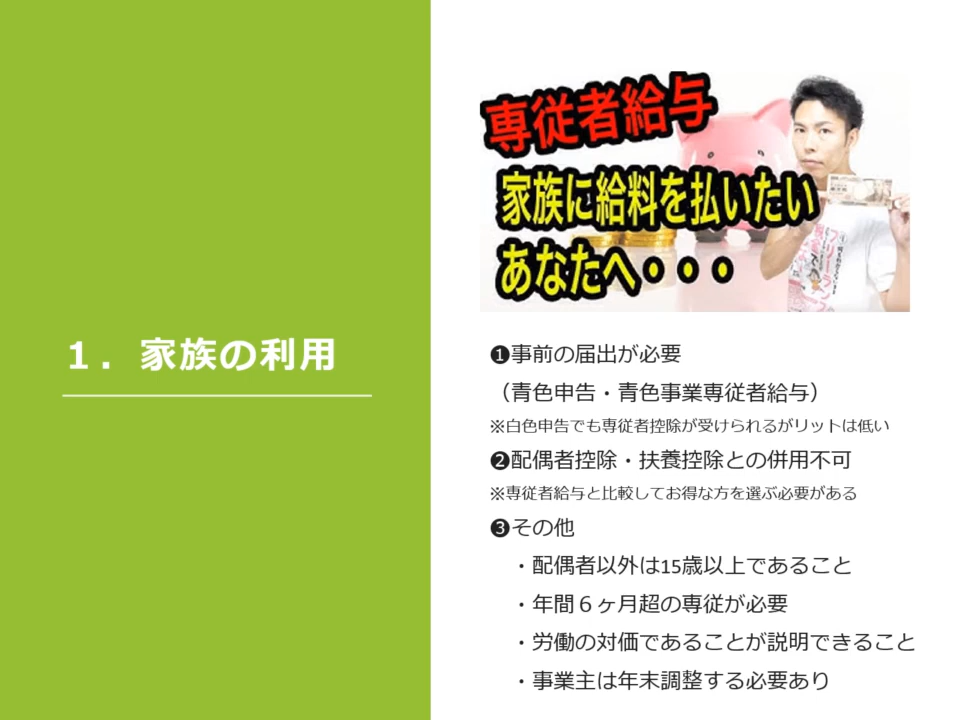 １．家族の利用
専従者給与
家族に給料を払いたい
あなたへ・・・
❶事前の届出が必要
（青色申告・青色事業専従者給与）
※白色申告でも専従者控除が受けられるがリットは低い
❷配偶者控除・扶養控除との併用不可
※専従者給与と比較してお得な方を選ぶ必要がある
❸その他
・配偶者以外は15歳以上であること
・年間６ヶ月超の専従が必要
・労働の対価であることが説明できること
・事業主は年末調整する必要あり